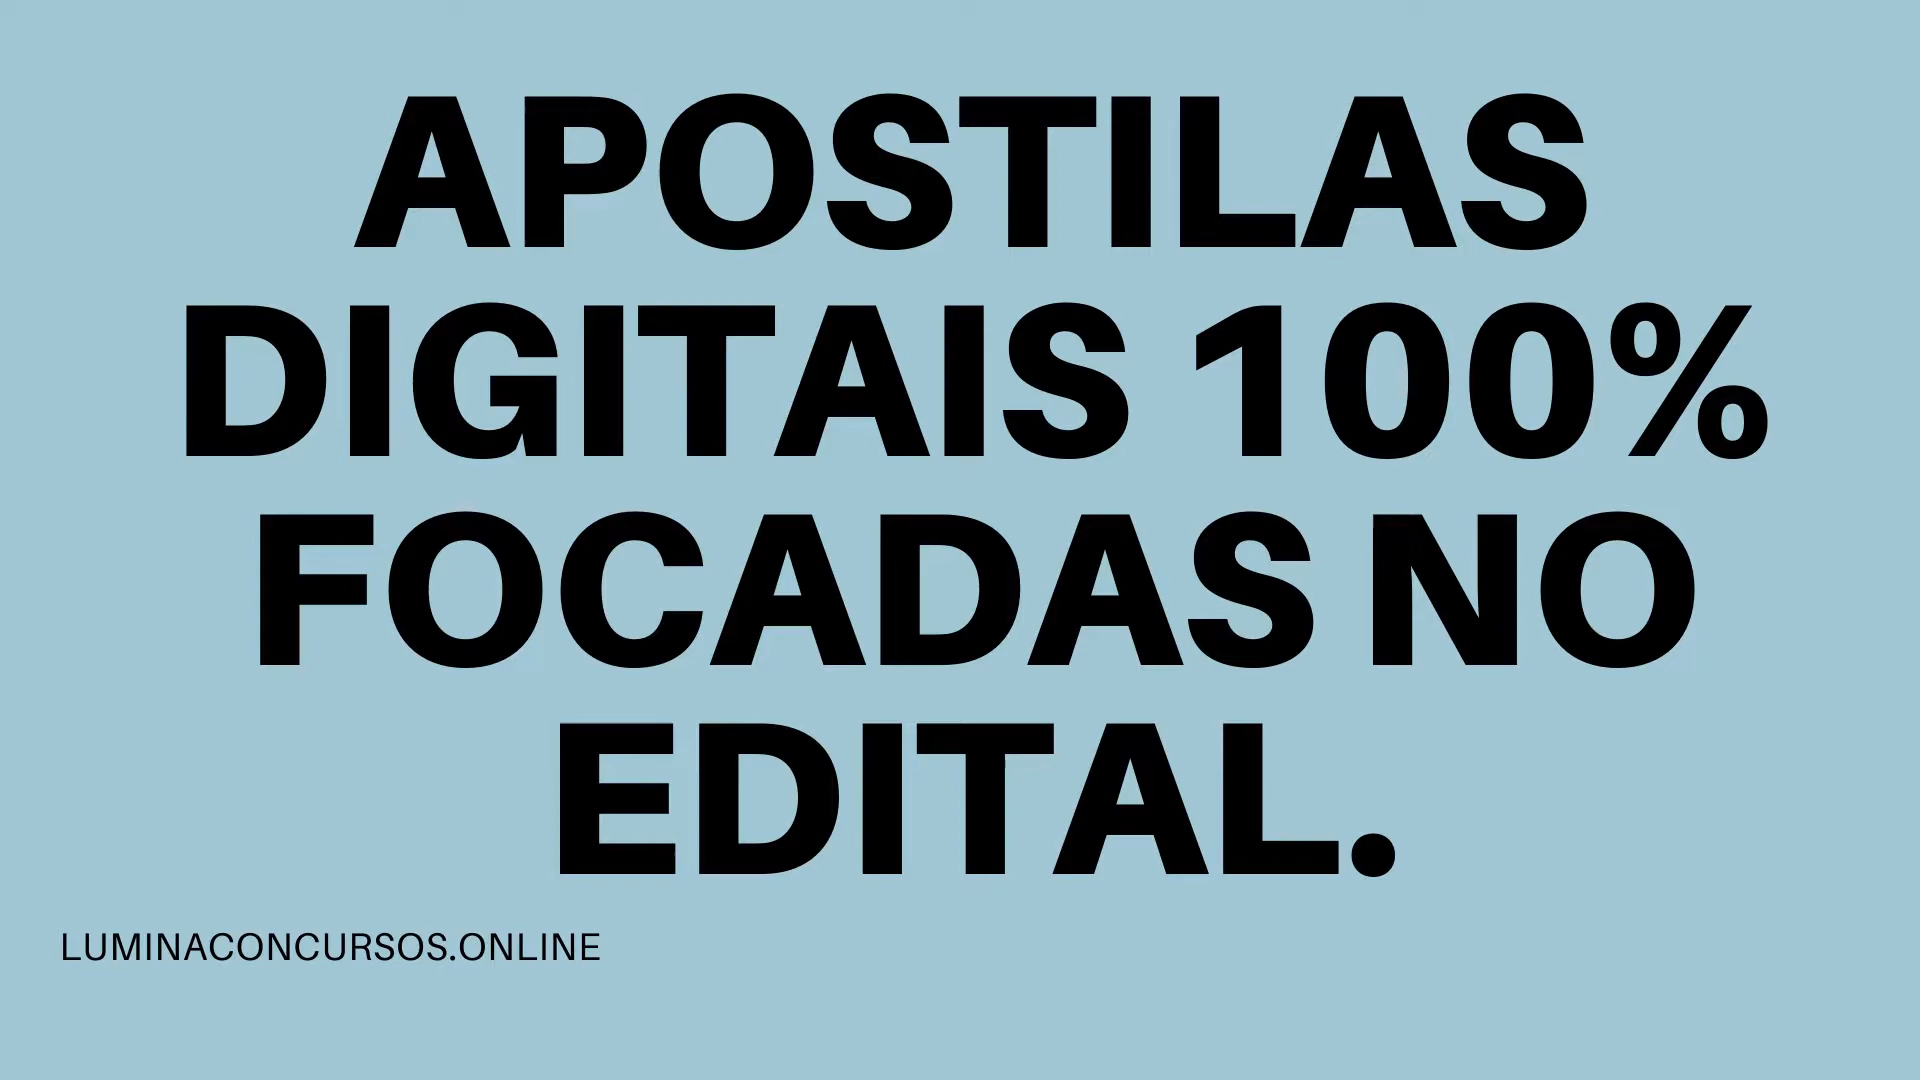 APOSTILAS
DIGITAIS 100%
FOCADAS NO
EDITAL.
LUMINACONCURSOS.ONLINE